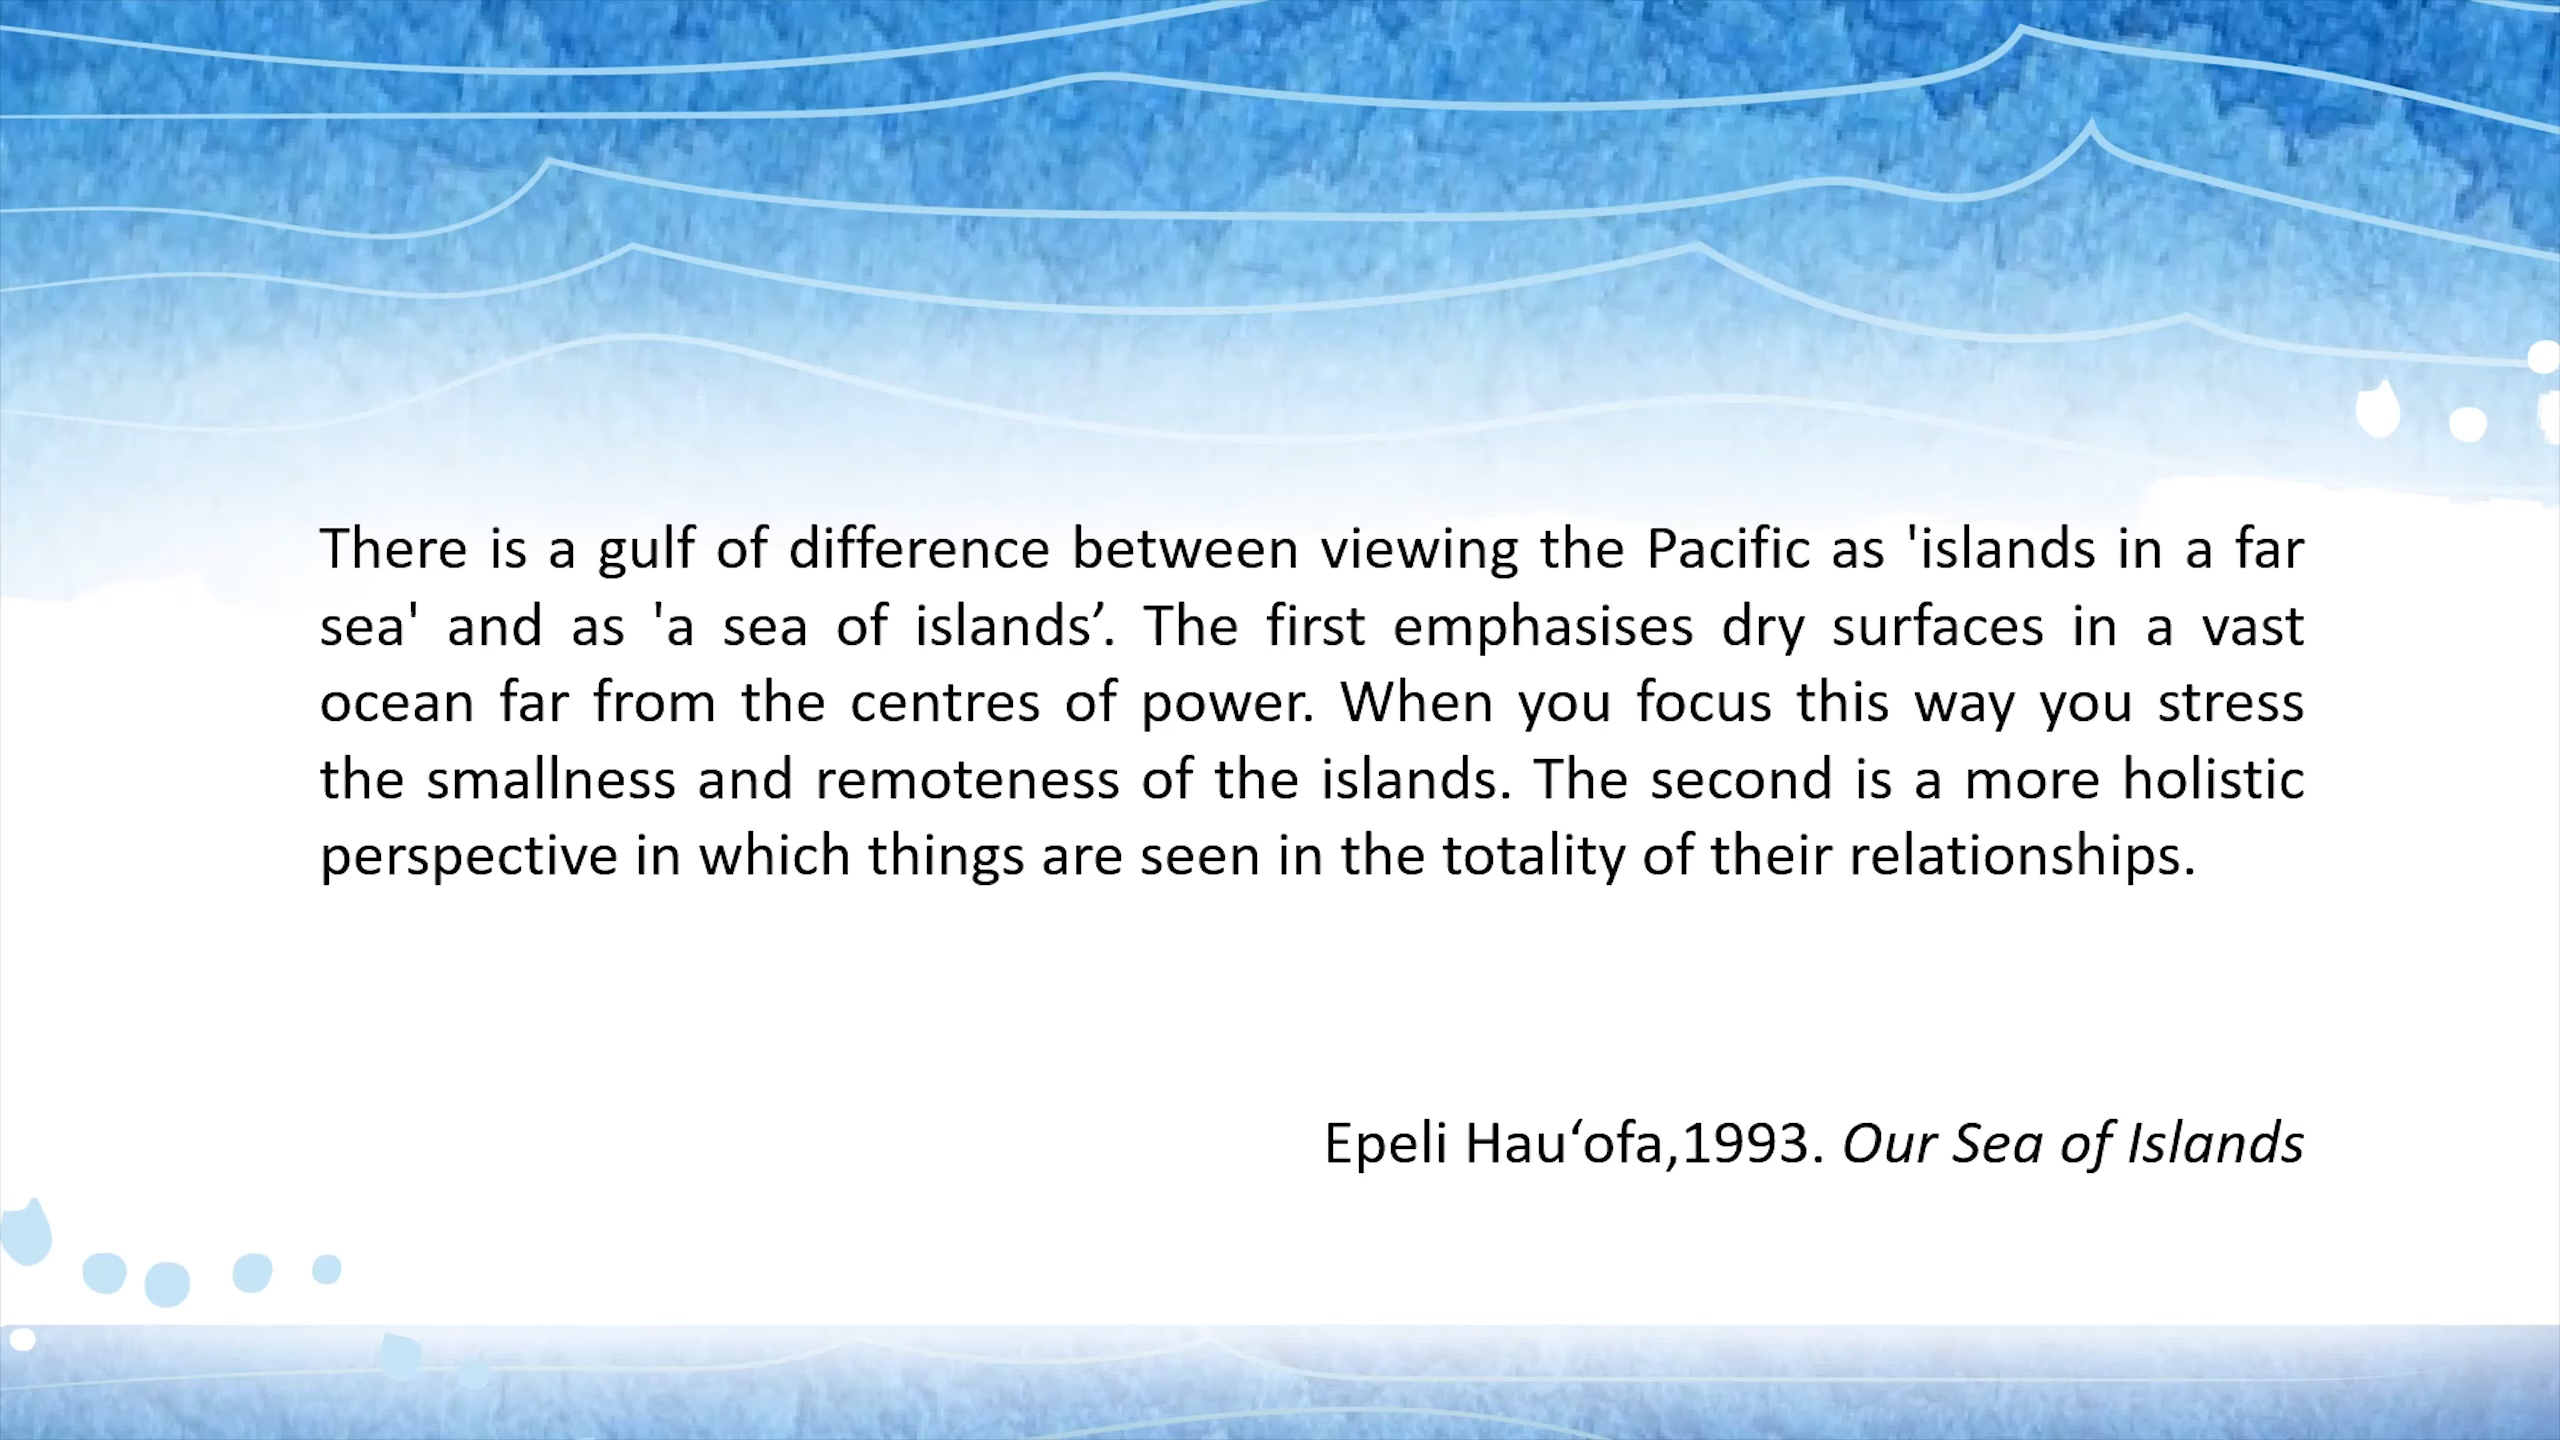 There is a gulf of difference between viewing the Pacific as 'islands in a far
sea' and as 'a sea of islands’. The first emphasises dry surfaces in a vast
ocean far from the centres of power. When you focus this way you stress
the smallness and remoteness of the islands. The second is a more holistic
perspective in which things are seen in the totality of their relationships.
Epeli Hau‘ofa,1993. Our Sea of Islands